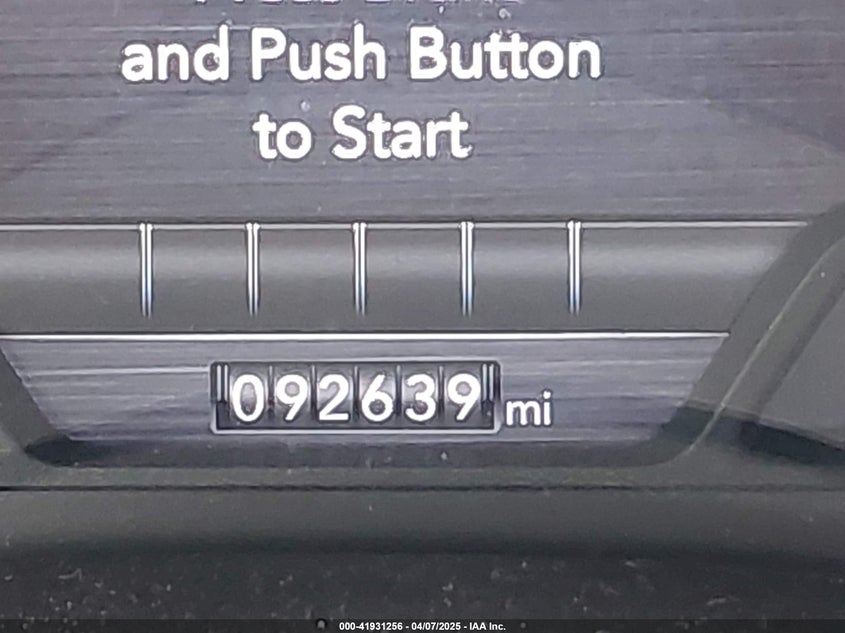 and Push Button
to Start
092639 mi
000-41931256 - 04/07/2025 - IAA Inc.